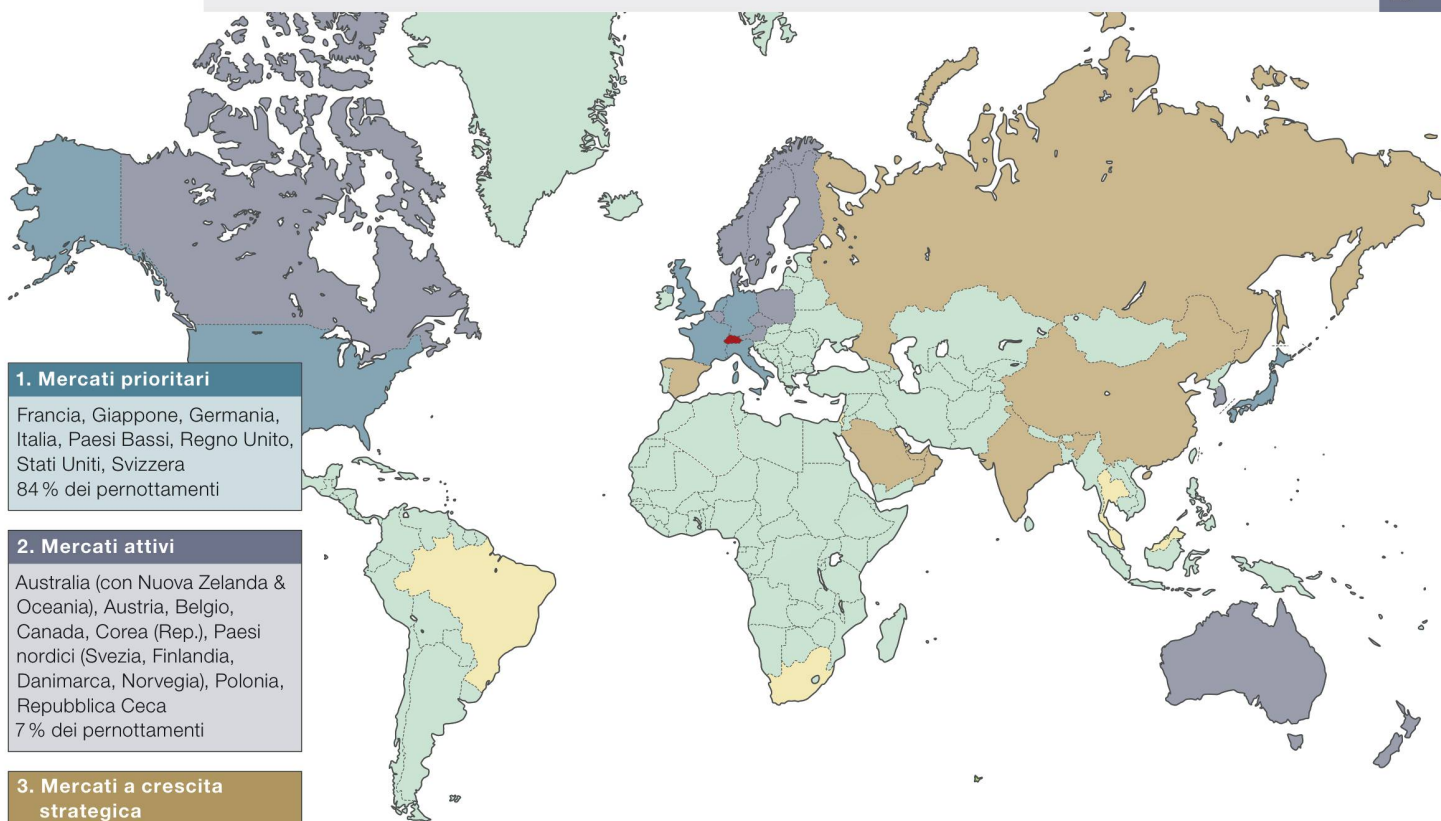 1. Mercati prioritari
Francia, Giappone, Germania,
Italia, Paesi Bassi, Regno Unito,
Stati Uniti, Svizzera
84 % dei pernottamenti
2. Mercati attivi
Australia (con Nuova Zelanda &
Oceania), Austria, Belgio,
Canada, Corea (Rep.), Paesi
nordici (Svezia, Finlandia,
Danimarca, Norvegia), Polonia,
Repubblica Ceca
7 % dei pernottamenti
3. Mercati a crescita
strategica